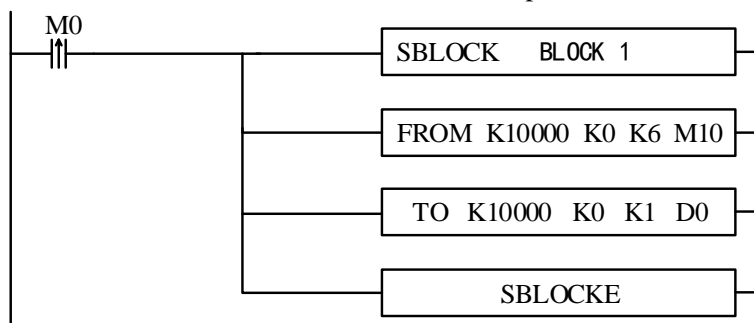 M0
SBLOCK BLOCK 1
FROM K10000 K0 K6 M10
TO K10000 K0 K1 D0
SBLOCKE